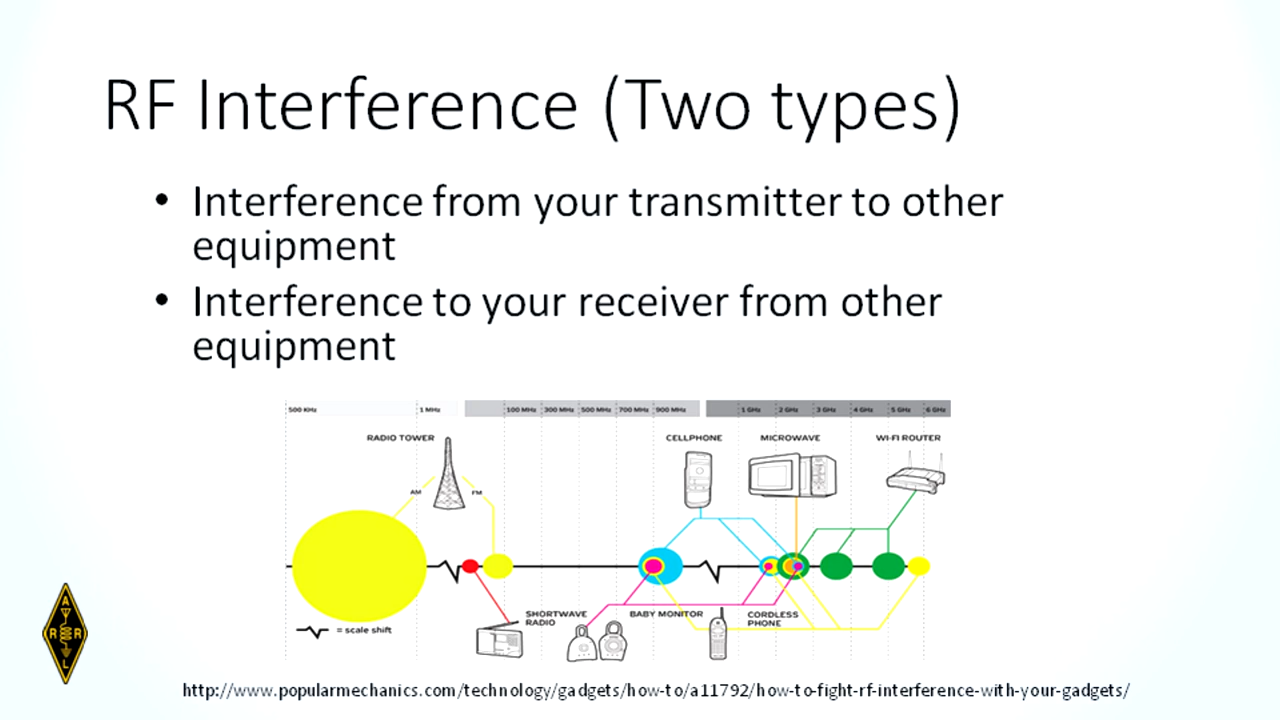 RF Interference (Two types)
• Interference from your transmitter to other
equipment
• Interference to your receiver from other
equipment
500 KHz 1 MHz 100 MHz 300 MHz 500 MHz 700 MHz 900 MHz 1 GHz 2 GHz 3 GHz 4 GHz 5 GHz 6 GHz
RADIO TOWER CELLPHONE MICROWAVE WI-FI ROUTER
AM FM
SHORTWAVE
RADIO
BABY MONITOR
CORDLESS
PHONE
= scale shift
A
R R
L
http://www.popularmechanics.com/technology/gadgets/how-to/a11792/how-to-fight-rf-interference-with-your-gadgets/